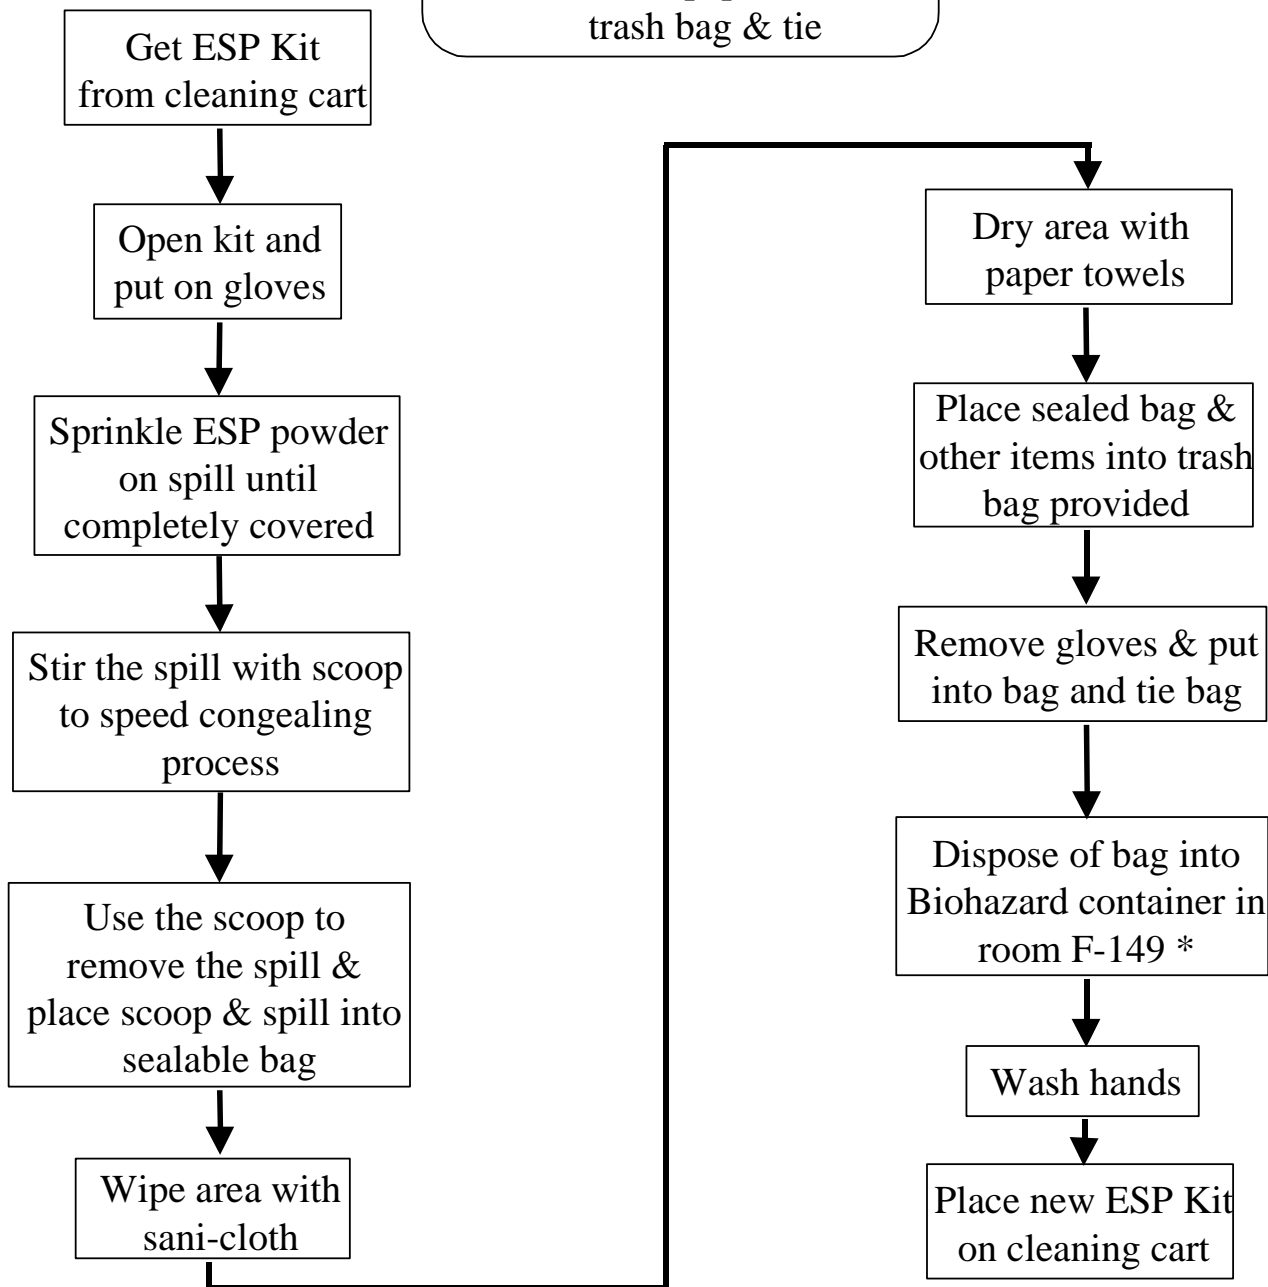 trash bag & tie
Get ESP Kit
from cleaning cart
Open kit and
put on gloves
Sprinkle ESP powder
on spill until
completely covered
Stir the spill with scoop
to speed congealing
process
Use the scoop to
remove the spill &
place scoop & spill into
sealable bag
Wipe area with
sani-cloth
Dry area with
paper towels
Place sealed bag &
other items into trash
bag provided
Remove gloves & put
into bag and tie bag
Dispose of bag into
Biohazard container in
room F-149 *
Wash hands
Place new ESP Kit
on cleaning cart